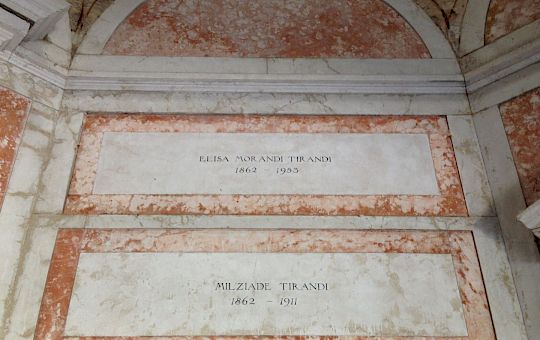 ELISA MORANDI TIRANDI
1862 – 1955
MILZIADE TIRANDI
1862 – 1911